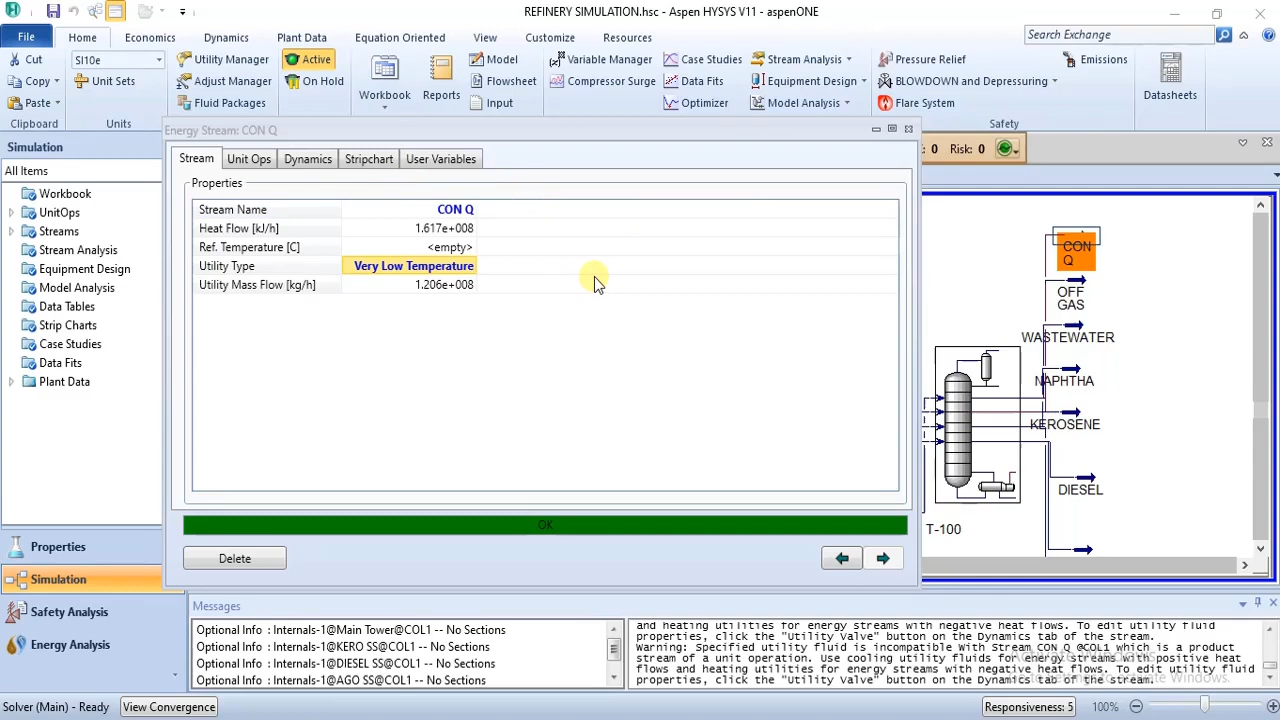 REFINERY SIMULATION.hsc - Aspen HYSYS V11 - aspenONE
File Home Economics Dynamics Plant Data Equation Oriented View Customize Resources Search Exchange
Cut SI10e Utility Manager Active Model Variable Manager Case Studies Stream Analysis Pressure Relief Emissions
Copy Unit Sets Adjust Manager On Hold Workbook Reports Flowsheet Compressor Surge Data Fits Equipment Design BLOWDOWN and Depressuring Datasheets
Paste Fluid Packages Input Optimizer Model Analysis Flare System
Clipboard Units Safety
Simulation
All Items
Workbook
UnitOps
Streams
Stream Analysis
Equipment Design
Model Analysis
Data Tables
Strip Charts
Case Studies
Data Fits
Plant Data
Properties
Simulation
Safety Analysis
Energy Analysis
Energy Stream: CON Q
Stream Unit Ops Dynamics Stripchart User Variables
Properties
Stream Name CON Q
Heat Flow [kJ/h] 1.617e+008
Ref. Temperature [C] <empty>
Utility Type Very Low Temperature
Utility Mass Flow [kg/h] 1.206e+008
OK
Delete
0 Risk: 0
CON
Q
OFF
GAS
WASTEWATER
NAPHTHA
KEROSENE
DIESEL
T-100
Messages
Optional Info : Internals-1@Main Tower@COL1 -- No Sections
Optional Info : Internals-1@KERO SS@COL1 -- No Sections
Optional Info : Internals-1@DIESEL SS@COL1 -- No Sections
Optional Info : Internals-1@AGO SS@COL1 -- No Sections
and heating utilities for energy streams with negative heat flows. To edit utility fluid
properties, click the "Utility Valve" button on the Dynamics tab of the stream.
Warning: Specified utility fluid is incompatible with Stream CON Q @COL1 which is a product
stream of a unit operation. Use cooling utility fluids for energy streams with positive heat
flows and heating utilities for energy streams with negative heat flows. To edit utility fluid
properties, click the "Utility Valve" button on the Dynamics tab of the stream.
Solver (Main) - Ready View Convergence Responsiveness: 5 100%